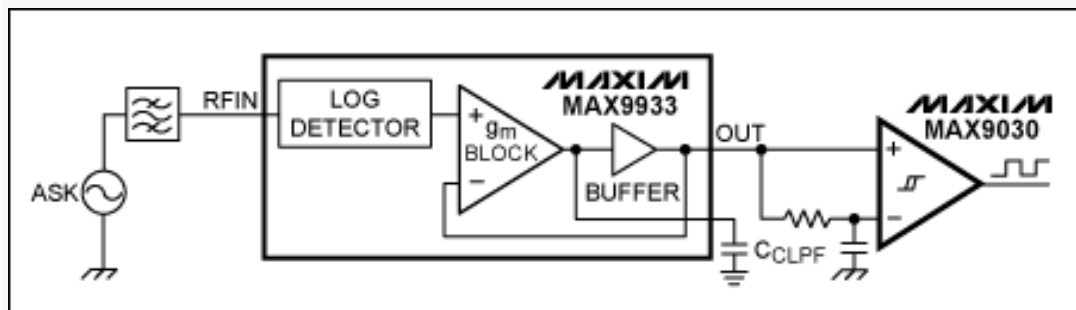 ASK
RFIN
LOG
DETECTOR
+
gm
BLOCK
−
MAXIM
MAX9933
BUFFER
OUT
CCLPF
MAXIM
MAX9030
+
−